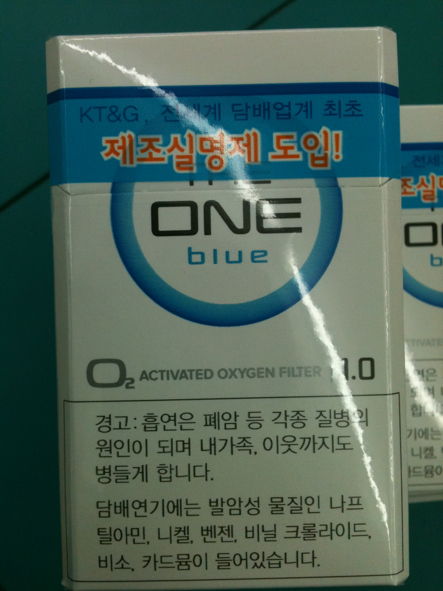 KT&G, 전세계 담배업계 최초
제조실명제 도입!
THE
ONE
blue
O2 ACTIVATED OXYGEN FILTER 1.0
경고: 흡연은 폐암 등 각종 질병의
원인이 되며 내가족, 이웃까지도
병들게 합니다.
담배연기에는 발암성 물질인 나프
틸아민, 니켈, 벤젠, 비닐 크롤라이드,
비소, 카드뮴이 들어있습니다.
전세